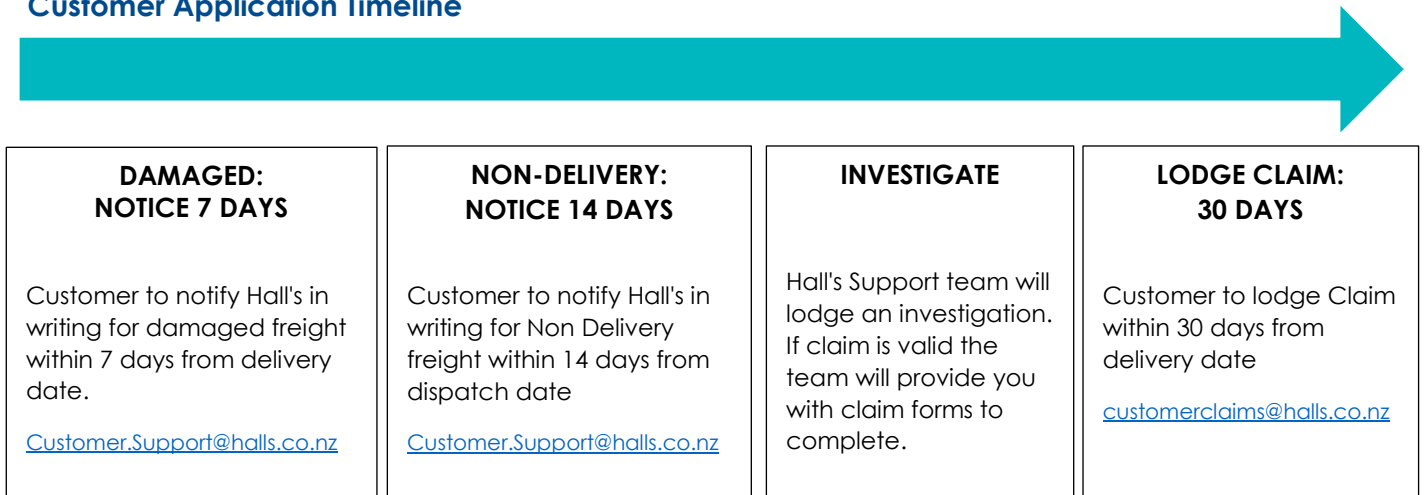 Customer Application Timeline
DAMAGED:
NOTICE 7 DAYS
Customer to notify Hall's in
writing for damaged freight
within 7 days from delivery
date.
Customer.Support@halls.co.nz
NON-DELIVERY:
NOTICE 14 DAYS
Customer to notify Hall's in
writing for Non Delivery
freight within 14 days from
dispatch date
Customer.Support@halls.co.nz
INVESTIGATE
Hall's Support team will
lodge an investigation.
If claim is valid the
team will provide you
with claim forms to
complete.
LODGE CLAIM:
30 DAYS
Customer to lodge Claim
within 30 days from
delivery date
customerclaims@halls.co.nz